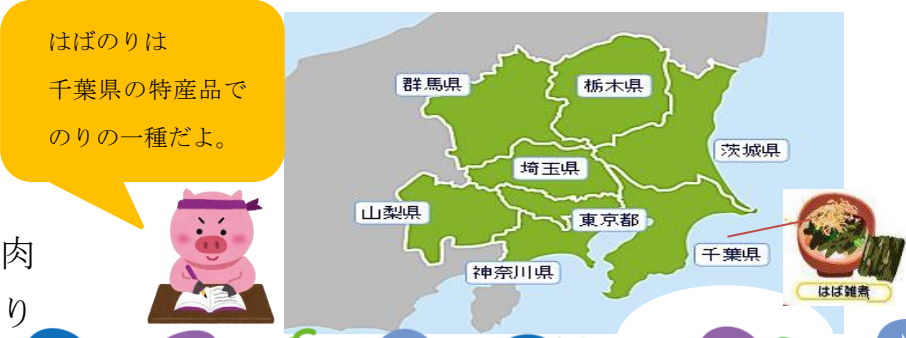 はばのりは
千葉県の特産品で
のりの一種だよ。
群馬県
栃木県
茨城県
埼玉県
山梨県
東京都
千葉県
神奈川県
はば雑煮
肉
り